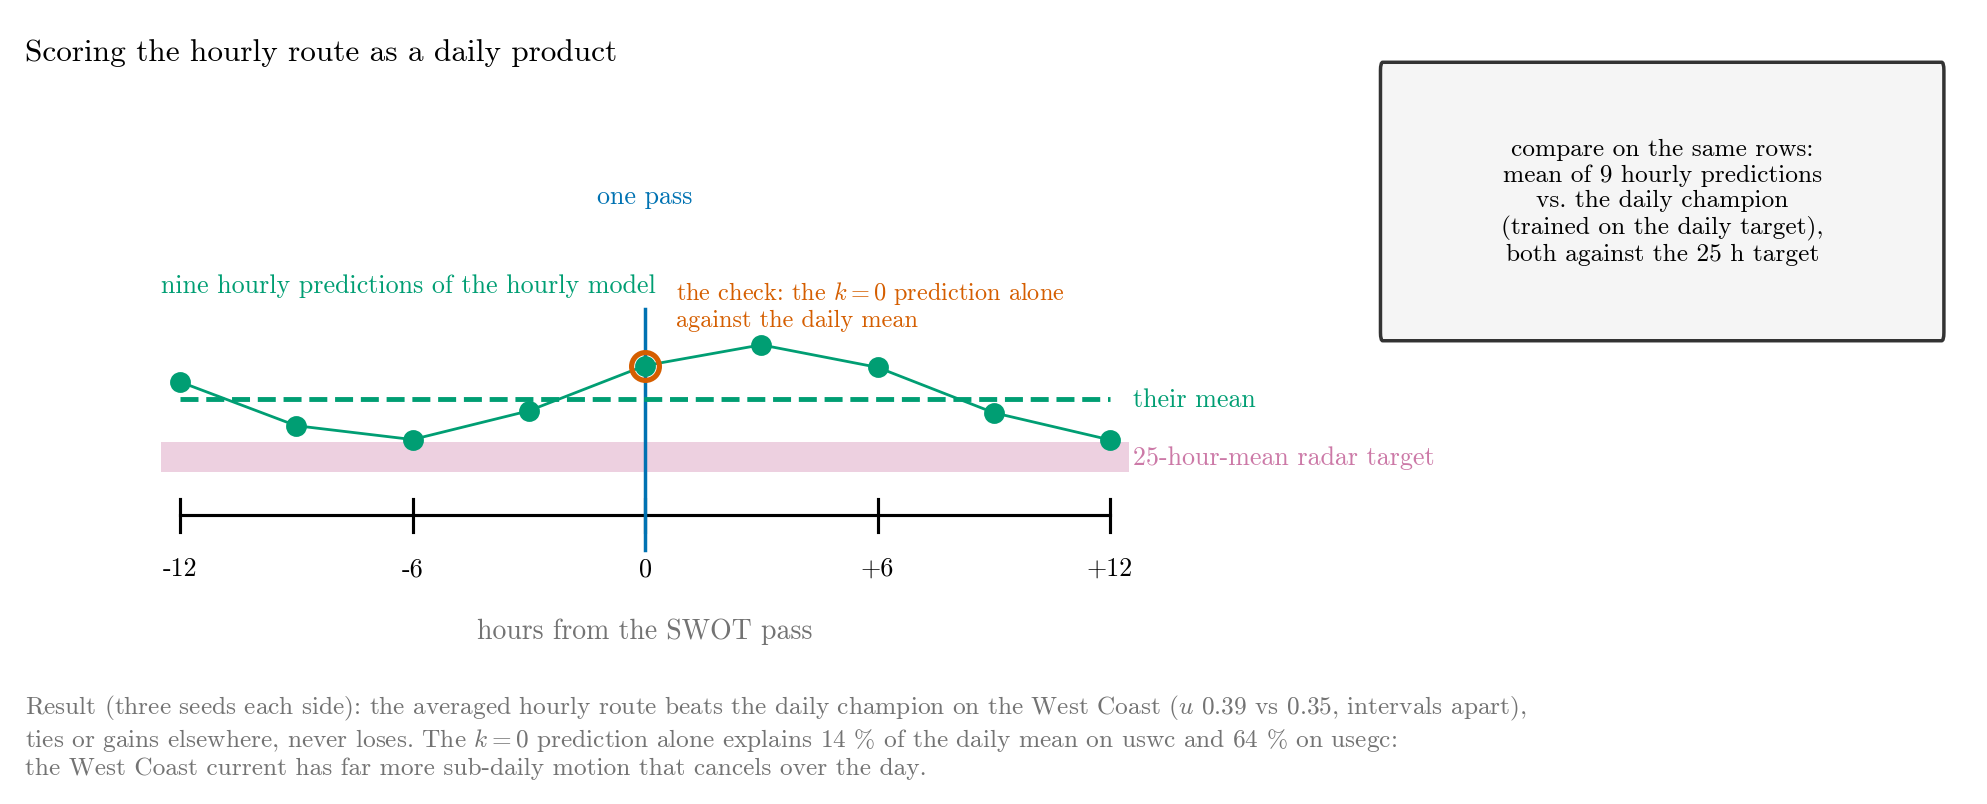 Scoring the hourly route as a daily product
compare on the same rows:
mean of 9 hourly predictions
vs. the daily champion
(trained on the daily target),
both against the 25 h target
one pass
nine hourly predictions of the hourly model
the check: the k = 0 prediction alone
against the daily mean
their mean
25-hour-mean radar target
-12
-6
0
+6
+12
hours from the SWOT pass
Result (three seeds each side): the averaged hourly route beats the daily champion on the West Coast (u 0.39 vs 0.35, intervals apart),
ties or gains elsewhere, never loses. The k = 0 prediction alone explains 14 % of the daily mean on uswc and 64 % on usegc:
the West Coast current has far more sub-daily motion that cancels over the day.